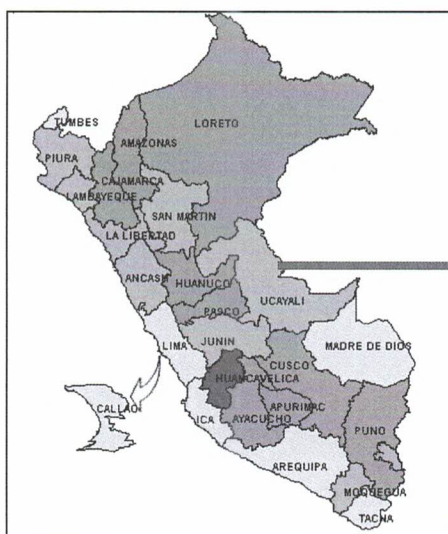 TUMBES
LORETO
AMAZONAS
PIURA
CAJAMARCA
LAMBAYEQUE
SAN MARTIN
LA LIBERTAD
ANCASH
HUANUCO
UCAYALI
PASCO
LIMA
JUNIN
MADRE DE DIOS
CUSCO
HUANCAVELICA
CALLAO
ICA
AYACUCHO
APURIMAC
PUNO
AREQUIPA
MOQUEGUA
TACNA